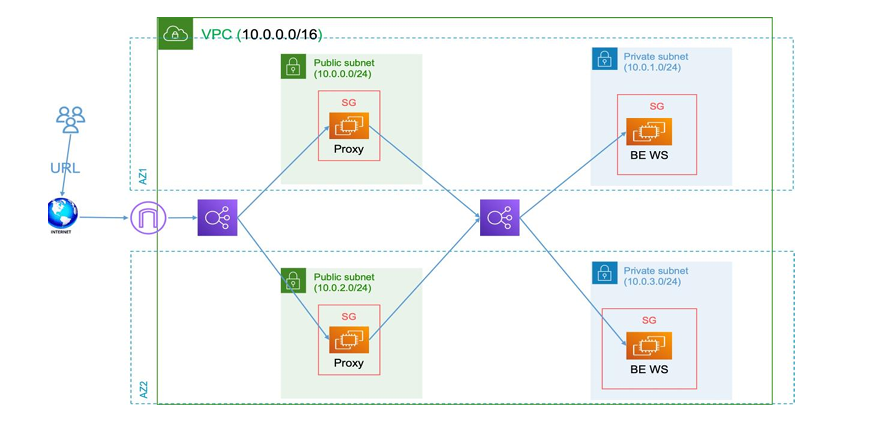 VPC (10.0.0.0/16)
Public subnet
(10.0.0.0/24)
SG
Proxy
Private subnet
(10.0.1.0/24)
SG
BE WS
URL
AZ1
INTERNET
Public subnet
(10.0.2.0/24)
SG
Proxy
Private subnet
(10.0.3.0/24)
SG
BE WS
AZ2